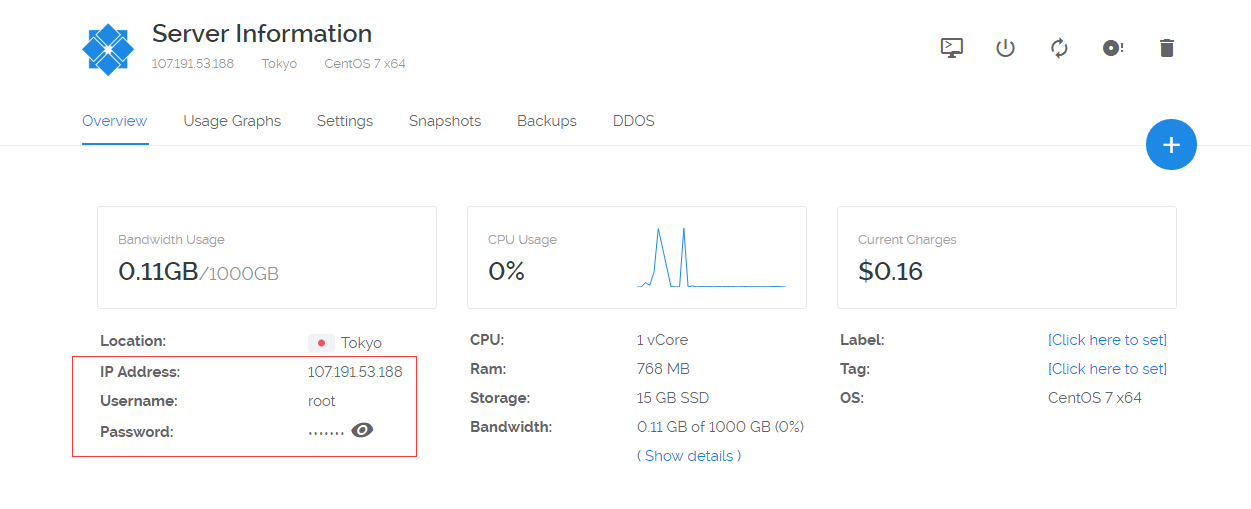 Server Information
107.191.53.188 Tokyo CentOS 7 x64
Overview Usage Graphs Settings Snapshots Backups DDOS
+
Bandwidth Usage
0.11GB/1000GB
CPU Usage
0%
Current Charges
$0.16
Location: Tokyo
IP Address: 107.191.53.188
Username: root
Password: ·······
CPU: 1 vCore
Ram: 768 MB
Storage: 15 GB SSD
Bandwidth: 0.11 GB of 1000 GB (0%)
( Show details )
Label: [Click here to set]
Tag: [Click here to set]
OS: CentOS 7 x64